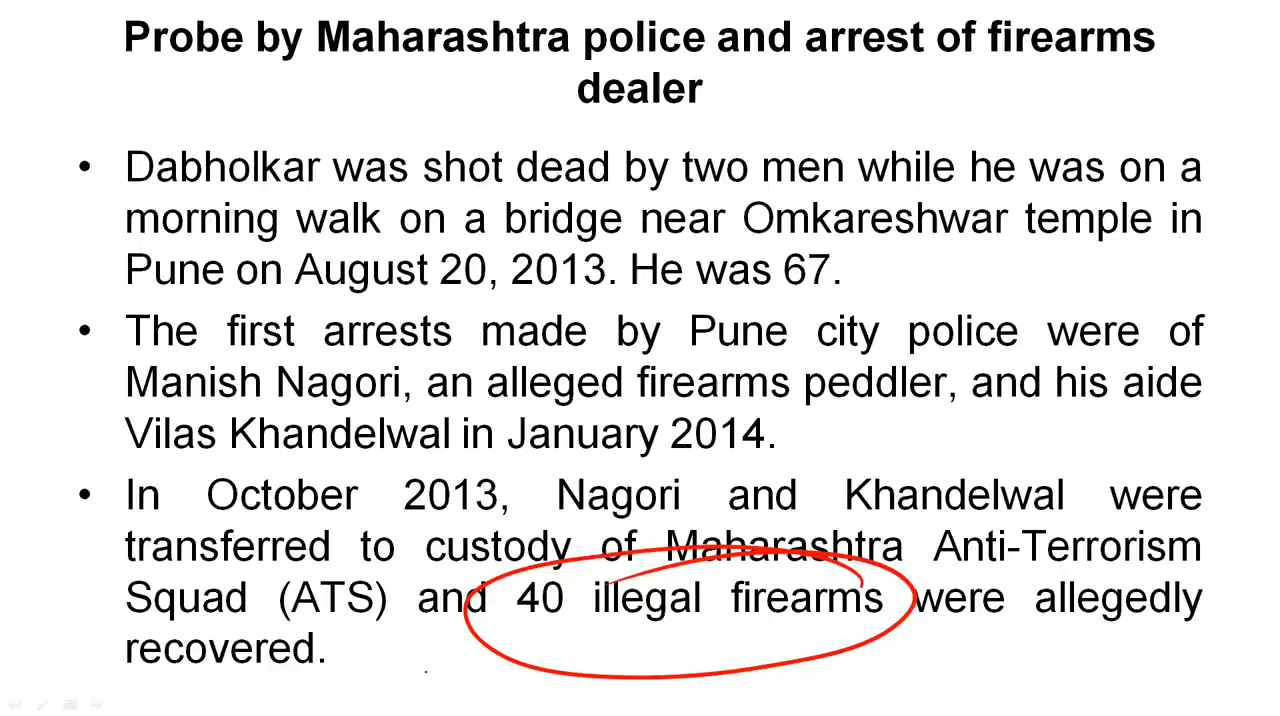 Probe by Maharashtra police and arrest of firearms
dealer
• Dabholkar was shot dead by two men while he was on a
morning walk on a bridge near Omkareshwar temple in
Pune on August 20, 2013. He was 67.
• The first arrests made by Pune city police were of
Manish Nagori, an alleged firearms peddler, and his aide
Vilas Khandelwal in January 2014.
• In October 2013, Nagori and Khandelwal were
transferred to custody of Maharashtra Anti-Terrorism
Squad (ATS) and 40 illegal firearms were allegedly
recovered.